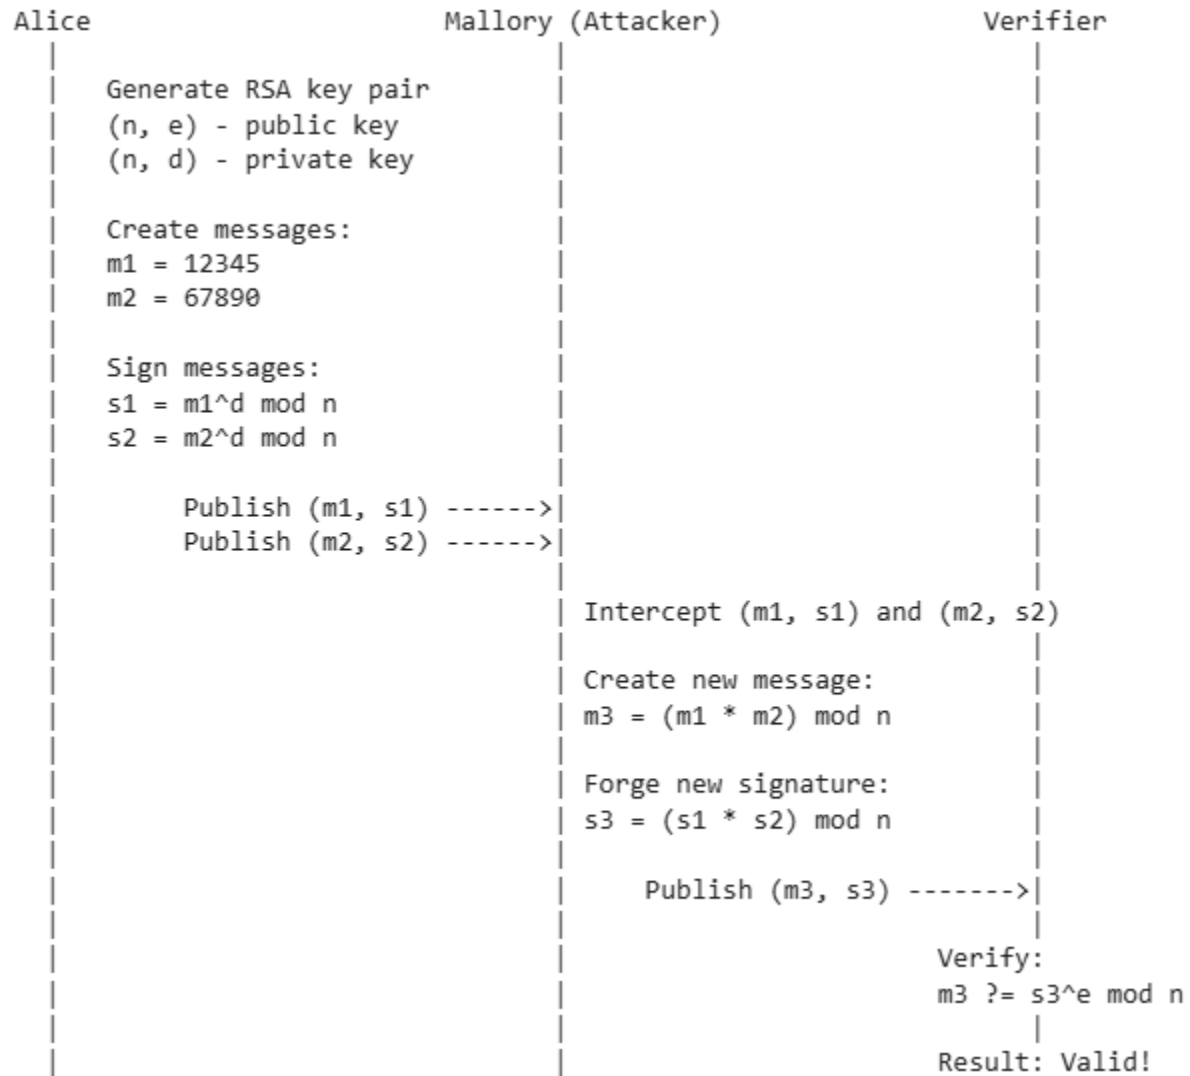 Alice Mallory (Attacker) Verifier
Generate RSA key pair
(n, e) - public key
(n, d) - private key
Create messages:
m1 = 12345
m2 = 67890
Sign messages:
s1 = m1^d mod n
s2 = m2^d mod n
Publish (m1, s1) ------>
Publish (m2, s2) ------>
Intercept (m1, s1) and (m2, s2)
Create new message:
m3 = (m1 * m2) mod n
Forge new signature:
s3 = (s1 * s2) mod n
Publish (m3, s3) ------->
Verify:
m3 ?= s3^e mod n
Result: Valid!